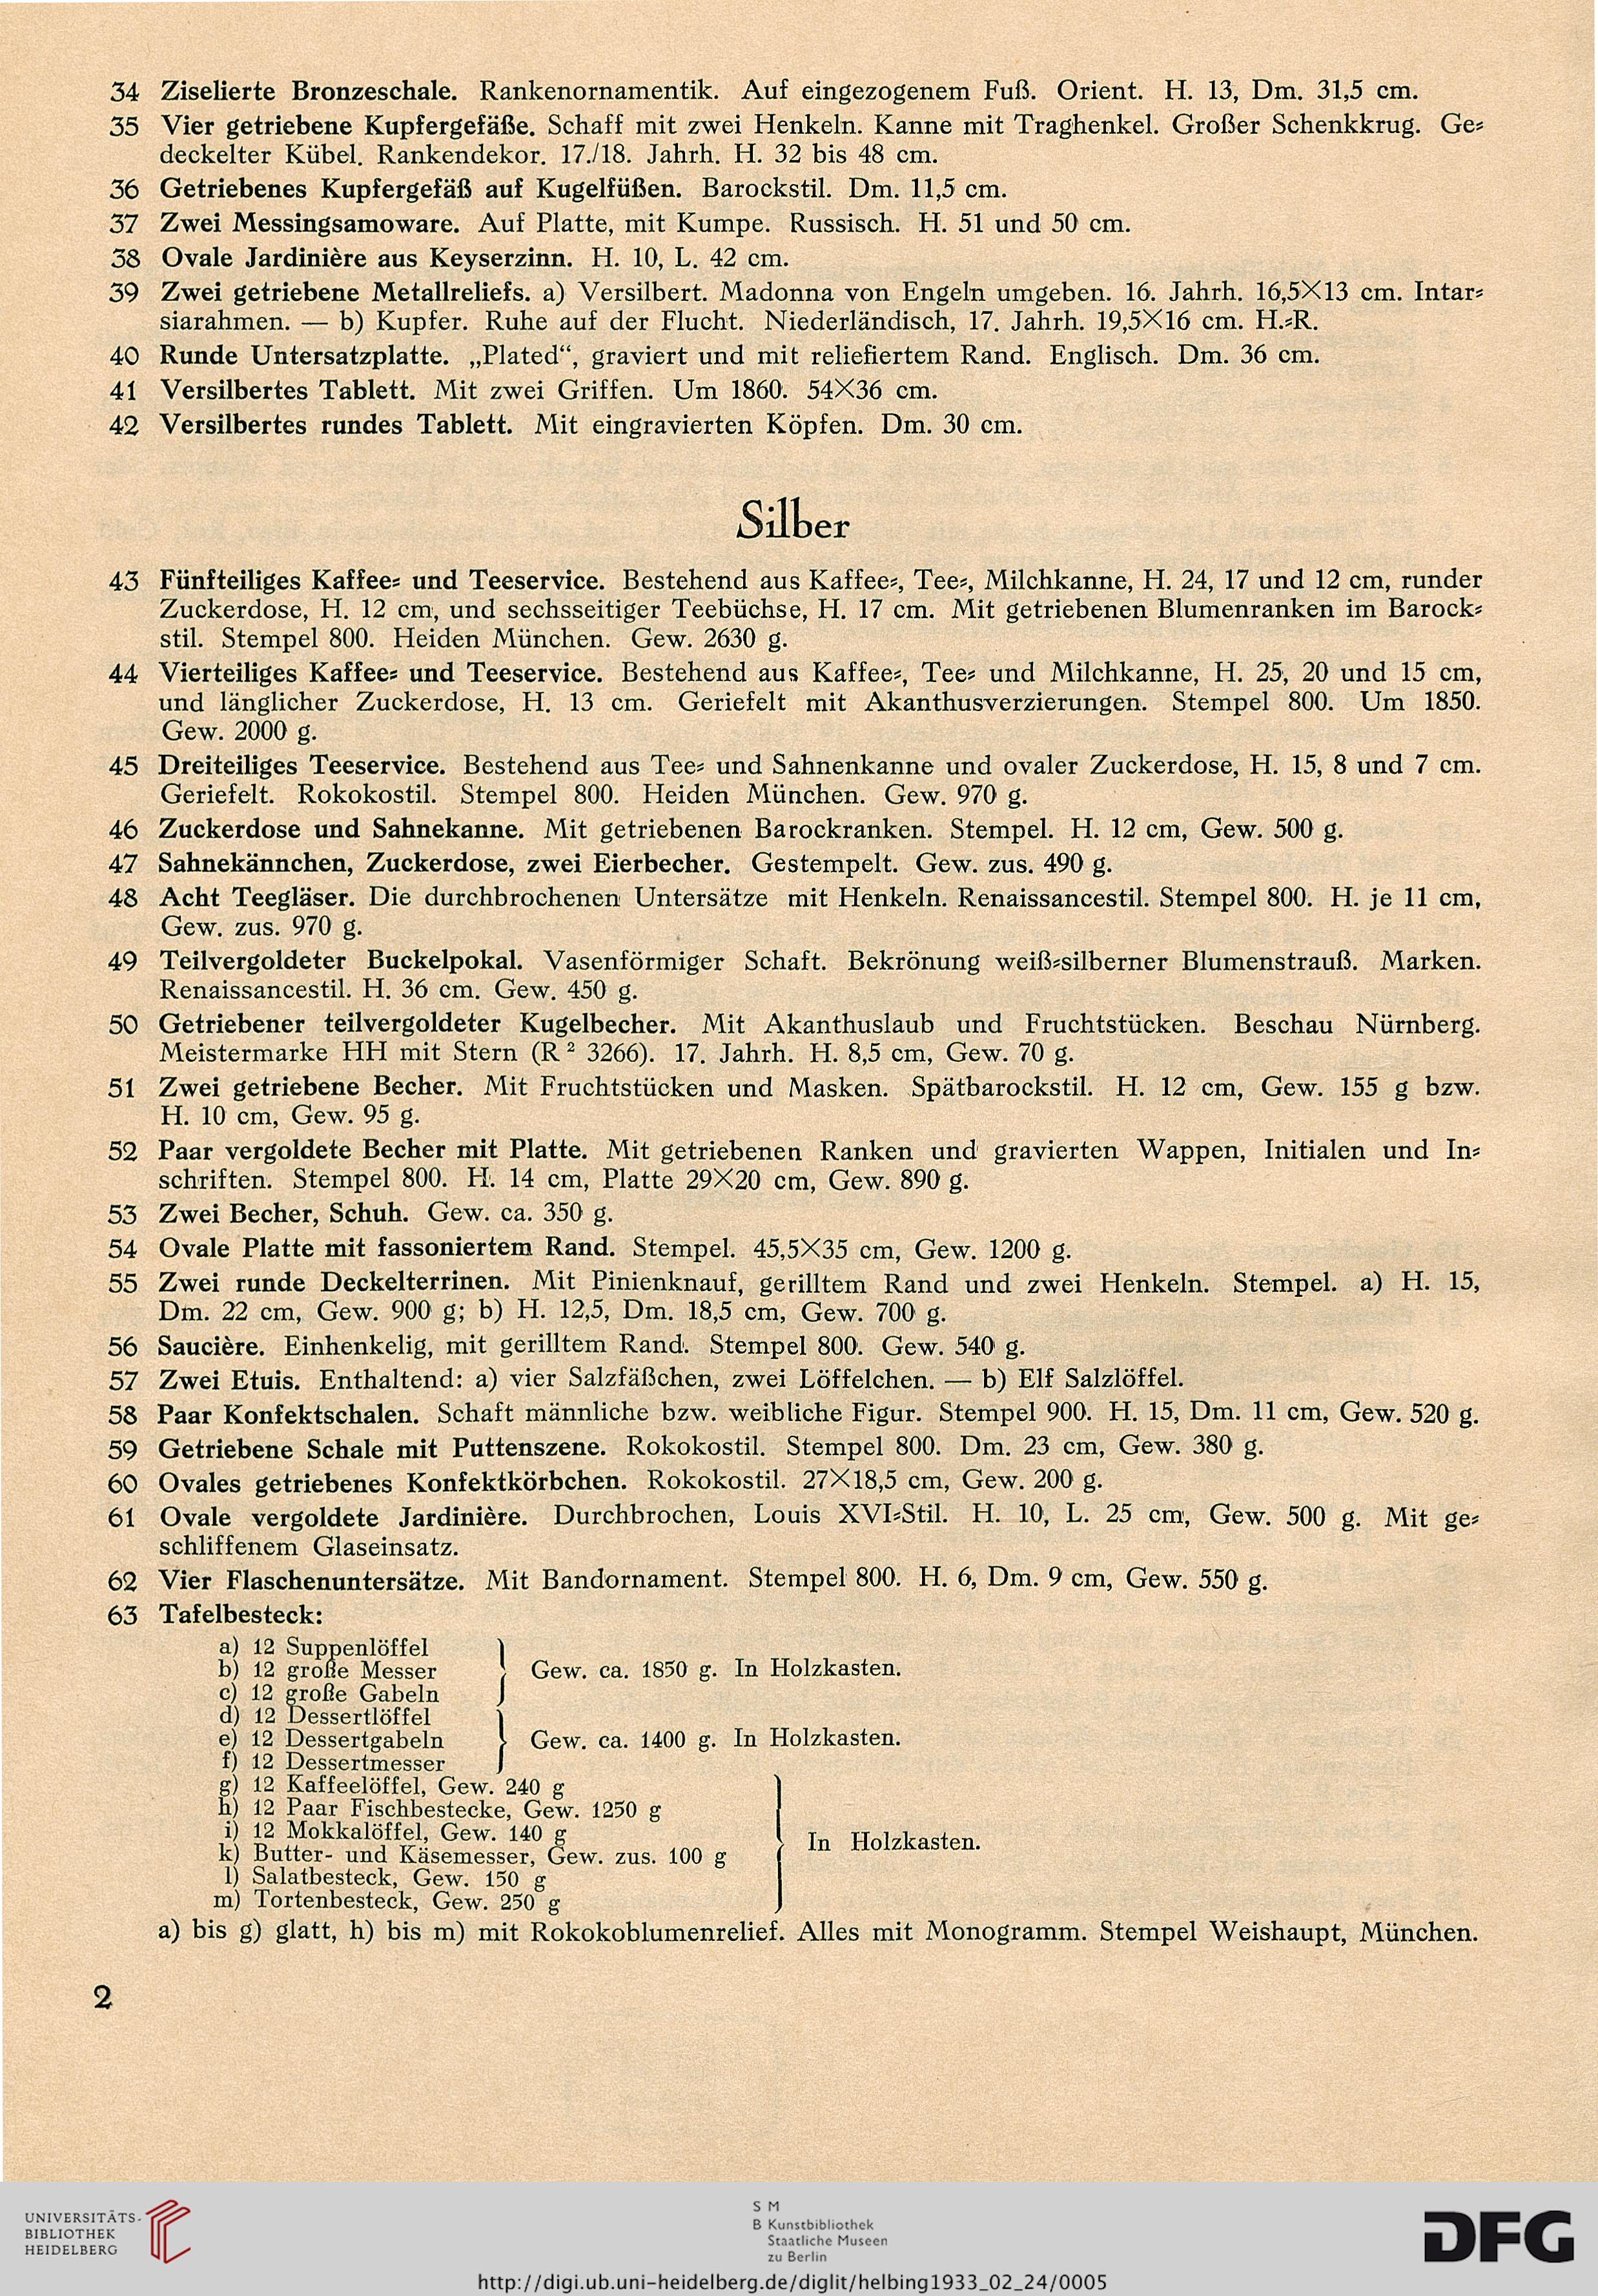 34 Ziselierte Bronzeschale. Rankenornamentik. Auf eingezogenem Fuß. Orient. H. 13, Dm. 31,5 cm.
35 Vier getriebene Kupfergefäße. Schaff mit zwei Henkeln. Kanne mit Traghenkel. Großer Schenkkrug. Ge-
deckelter Kübel. Rankendekor. 17./18. Jahrh. H. 32 bis 48 cm.
36 Getriebenes Kupfergefäß auf Kugelfüßen. Barockstil. Dm. 11,5 cm.
37 Zwei Messingsamoware. Auf Platte, mit Kumpe. Russisch. H. 51 und 50 cm.
38 Ovale Jardinière aus Keyserzinn. H. 10, L. 42 cm.
39 Zwei getriebene Metallreliefs. a) Versilbert. Madonna von Engeln umgeben. 16. Jahrh. 16,5×13 cm. Intar-
siarahmen. — b) Kupfer. Ruhe auf der Flucht. Niederländisch, 17. Jahrh. 19,5×16 cm. H.-R.
40 Runde Untersatzplatte. „Plated“, graviert und mit reliefiertem Rand. Englisch. Dm. 36 cm.
41 Versilbertes Tablett. Mit zwei Griffen. Um 1860. 54×36 cm.
42 Versilbertes rundes Tablett. Mit eingravierten Köpfen. Dm. 30 cm.
Silber
43 Fünfteiliges Kaffee- und Teeservice. Bestehend aus Kaffee-, Tee-, Milchkanne, H. 24, 17 und 12 cm, runder
Zuckerdose, H. 12 cm, und sechsseitiger Teebüchse, H. 17 cm. Mit getriebenen Blumenranken im Barock-
stil. Stempel 800. Heiden München. Gew. 2630 g.
44 Vierteiliges Kaffee- und Teeservice. Bestehend aus Kaffee-, Tee- und Milchkanne, H. 25, 20 und 15 cm,
und länglicher Zuckerdose, H. 13 cm. Geriefelt mit Akanthusverzierungen. Stempel 800. Um 1850.
Gew. 2000 g.
45 Dreiteiliges Teeservice. Bestehend aus Tee- und Sahnenkanne und ovaler Zuckerdose, H. 15, 8 und 7 cm.
Geriefelt. Rokokostil. Stempel 800. Heiden München. Gew. 970 g.
46 Zuckerdose und Sahnekanne. Mit getriebenen Barockranken. Stempel. H. 12 cm, Gew. 500 g.
47 Sahnekännchen, Zuckerdose, zwei Eierbecher. Gestempelt. Gew. zus. 490 g.
48 Acht Teegläser. Die durchbrochenen Untersätze mit Henkeln. Renaissancestil. Stempel 800. H. je 11 cm,
Gew. zus. 970 g.
49 Teilvergoldeter Buckelpokal. Vasenförmiger Schaft. Bekrönung weiß-silberner Blumenstrauß. Marken.
Renaissancestil. H. 36 cm. Gew. 450 g.
50 Getriebener teilvergoldeter Kugelbecher. Mit Akanthuslaub und Fruchtstücken. Beschau Nürnberg.
Meistermarke HH mit Stern (R² 3266). 17. Jahrh. H. 8,5 cm, Gew. 70 g.
51 Zwei getriebene Becher. Mit Fruchtstücken und Masken. Spätbarockstil. H. 12 cm, Gew. 155 g bzw.
H. 10 cm, Gew. 95 g.
52 Paar vergoldete Becher mit Platte. Mit getriebenen Ranken und gravierten Wappen, Initialen und In-
schriften. Stempel 800. H. 14 cm, Platte 29×20 cm, Gew. 890 g.
53 Zwei Becher, Schuh. Gew. ca. 350 g.
54 Ovale Platte mit fassoniertem Rand. Stempel. 45,5×35 cm, Gew. 1200 g.
55 Zwei runde Deckelterrinen. Mit Pinienknauf, gerilltem Rand und zwei Henkeln. Stempel. a) H. 15,
Dm. 22 cm, Gew. 900 g; b) H. 12,5, Dm. 18,5 cm, Gew. 700 g.
56 Saucière. Einhenkelig, mit gerilltem Rand. Stempel 800. Gew. 540 g.
57 Zwei Etuis. Enthaltend: a) vier Salzfäßchen, zwei Löffelchen. — b) Elf Salzlöffel.
58 Paar Konfektschalen. Schaft männliche bzw. weibliche Figur. Stempel 900. H. 15, Dm. 11 cm, Gew. 520 g.
59 Getriebene Schale mit Puttenszene. Rokokostil. Stempel 800. Dm. 23 cm, Gew. 380 g.
60 Ovales getriebenes Konfektkörbchen. Rokokostil. 27×18,5 cm, Gew. 200 g.
61 Ovale vergoldete Jardinière. Durchbrochen, Louis XVI-Stil. H. 10, L. 25 cm, Gew. 500 g. Mit ge-
schliffenem Glaseinsatz.
62 Vier Flaschenuntersätze. Mit Bandornament. Stempel 800. H. 6, Dm. 9 cm, Gew. 550 g.
63 Tafelbesteck:
a) 12 Suppenlöffel
b) 12 große Messer
c) 12 große Gabeln
Gew. ca. 1850 g. In Holzkasten.
d) 12 Dessertlöffel
e) 12 Dessertgabeln
f) 12 Dessertmesser
Gew. ca. 1400 g. In Holzkasten.
g) 12 Kaffeelöffel, Gew. 240 g
h) 12 Paar Fischbestecke, Gew. 1250 g
i) 12 Mokkalöffel, Gew. 140 g
k) Butter- und Käsemesser, Gew. zus. 100 g
l) Salatbesteck, Gew. 150 g
m) Tortenbesteck, Gew. 250 g
In Holzkasten.
a) bis g) glatt, h) bis m) mit Rokokoblumenrelief. Alles mit Monogramm. Stempel Weishaupt, München.
2
UNIVERSITÄTS-
BIBLIOTHEK
HEIDELBERG
S M
B Kunstbibliothek
Staatliche Museen
zu Berlin
DFG
http://digi.ub.uni-heidelberg.de/diglit/helbing1933_02_24/0005